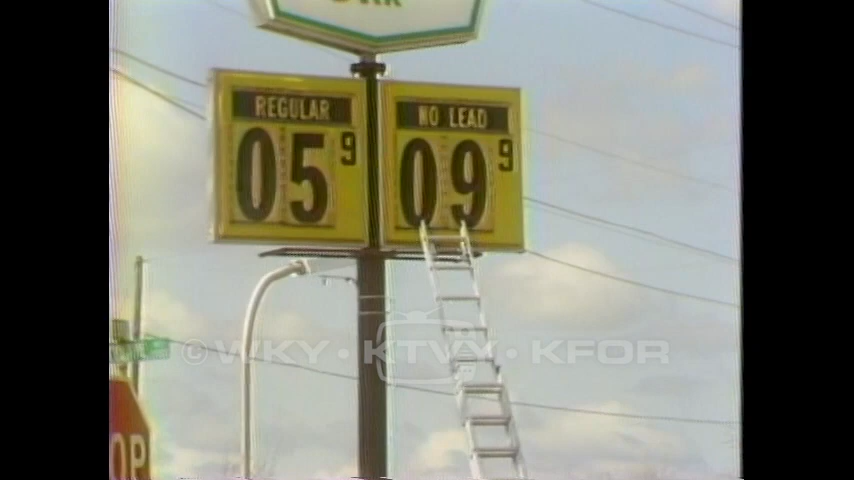 REGULAR
05 9
NO LEAD
09 9
© WKY • KTVY • KFOR
OP